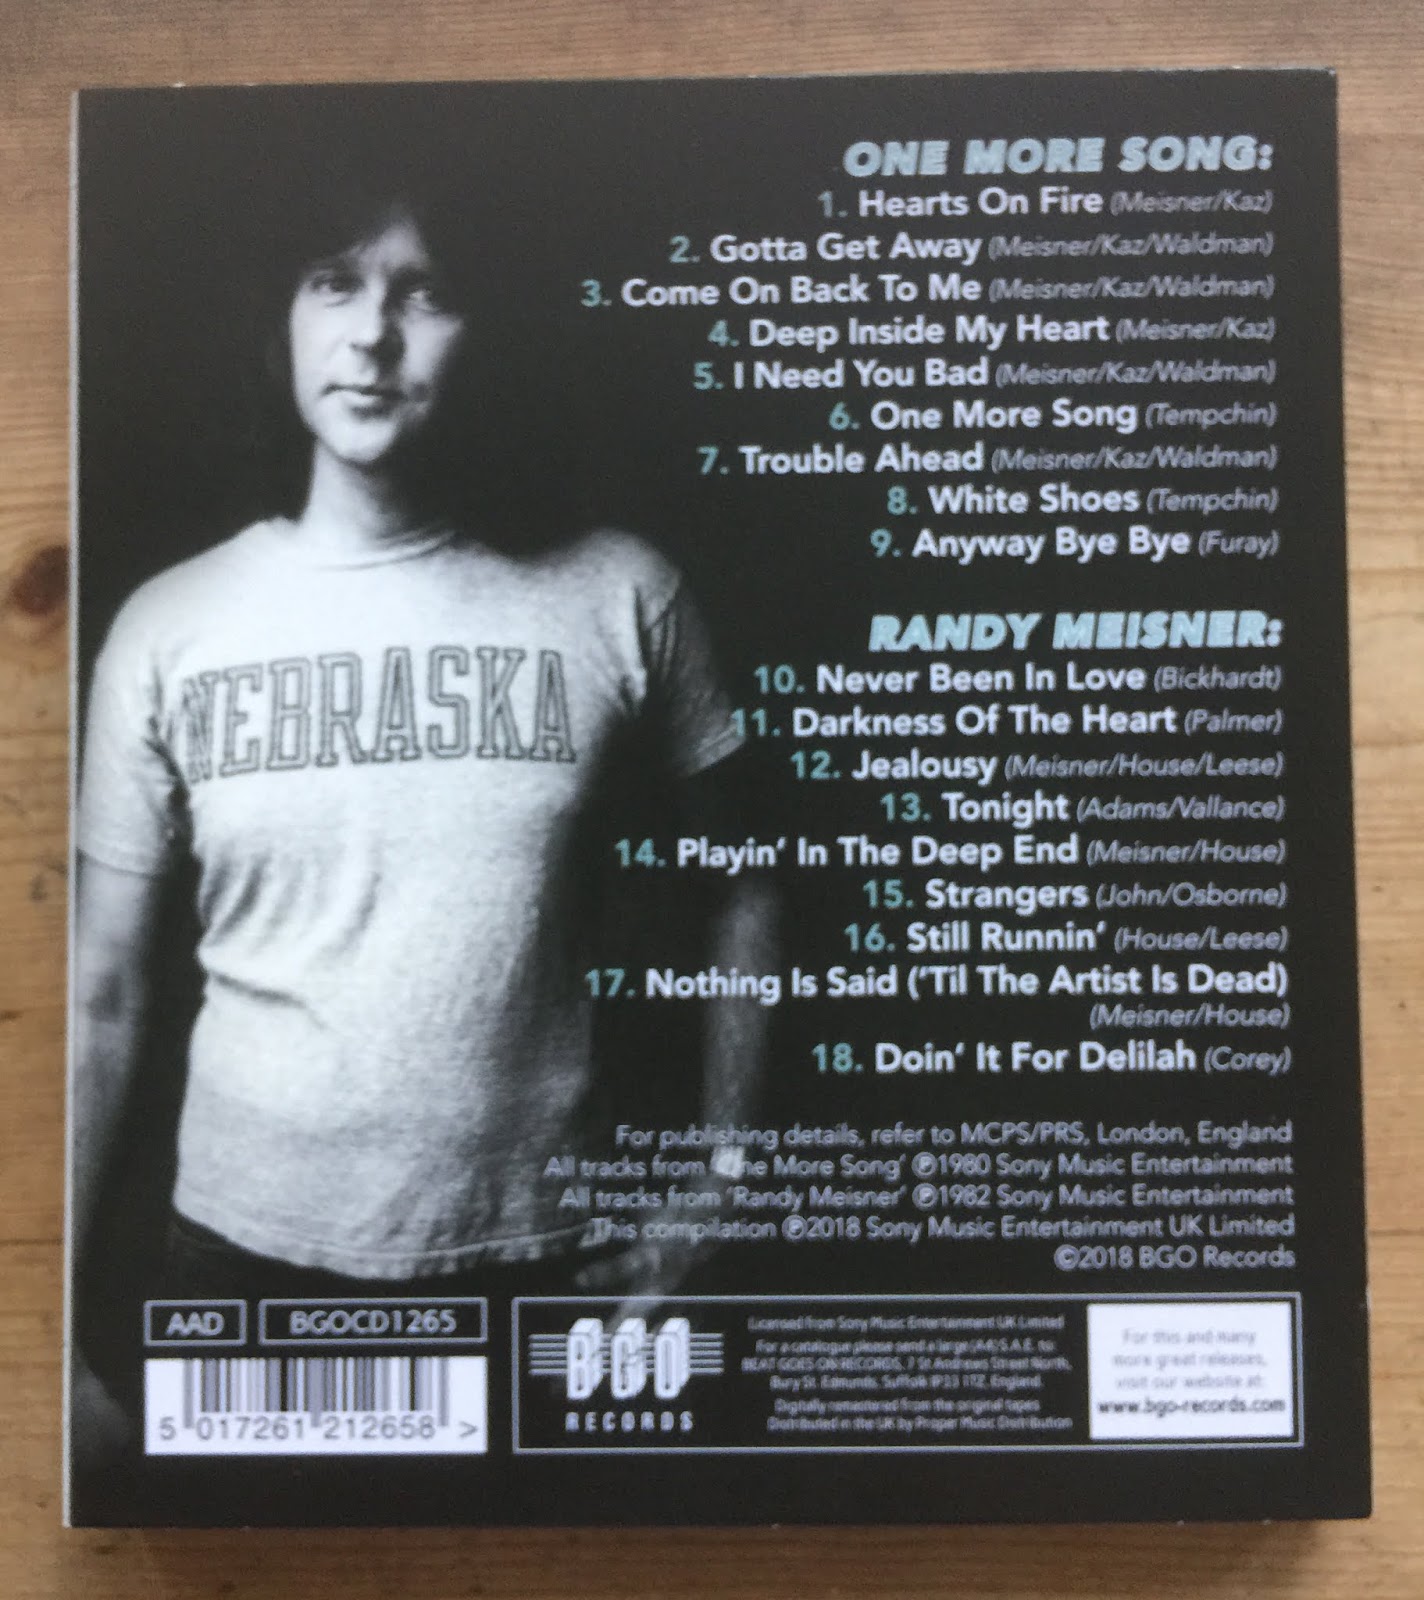 ONE MORE SONG:
1. Hearts On Fire (Meisner/Kaz)
2. Gotta Get Away (Meisner/Kaz/Waldman)
3. Come On Back To Me (Meisner/Kaz/Waldman)
4. Deep Inside My Heart (Meisner/Kaz)
5. I Need You Bad (Meisner/Kaz/Waldman)
6. One More Song (Tempchin)
7. Trouble Ahead (Meisner/Kaz/Waldman)
8. White Shoes (Tempchin)
9. Anyway Bye Bye (Furay)
RANDY MEISNER:
10. Never Been In Love (Bickhardt)
11. Darkness Of The Heart (Palmer)
12. Jealousy (Meisner/House/Leese)
13. Tonight (Adams/Vallance)
14. Playin' In The Deep End (Meisner/House)
15. Strangers (John/Osborne)
16. Still Runnin' (House/Leese)
17. Nothing Is Said ('Til The Artist Is Dead)
(Meisner/House)
18. Doin' It For Delilah (Corey)
NEBRASKA
For publishing details, refer to MCPS/PRS, London, England
All tracks from 'One More Song' ℗1980 Sony Music Entertainment
All tracks from 'Randy Meisner' ℗1982 Sony Music Entertainment
This compilation ℗2018 Sony Music Entertainment UK Limited
©2018 BGO Records
AAD
BGOCD1265
5 017261 212658 >
BGO
RECORDS
Licensed from Sony Music Entertainment UK Limited
For a catalogue please send a large (A4) S.A.E. to:
BEAT GOES ON RECORDS, 7 St Andrews Street North,
Bury St. Edmunds, Suffolk IP33 1TZ, England.
Digitally remastered from the original tapes
Distributed in the UK by Proper Music Distribution
For this and many
more great releases,
visit our website at:
www.bgo-records.com